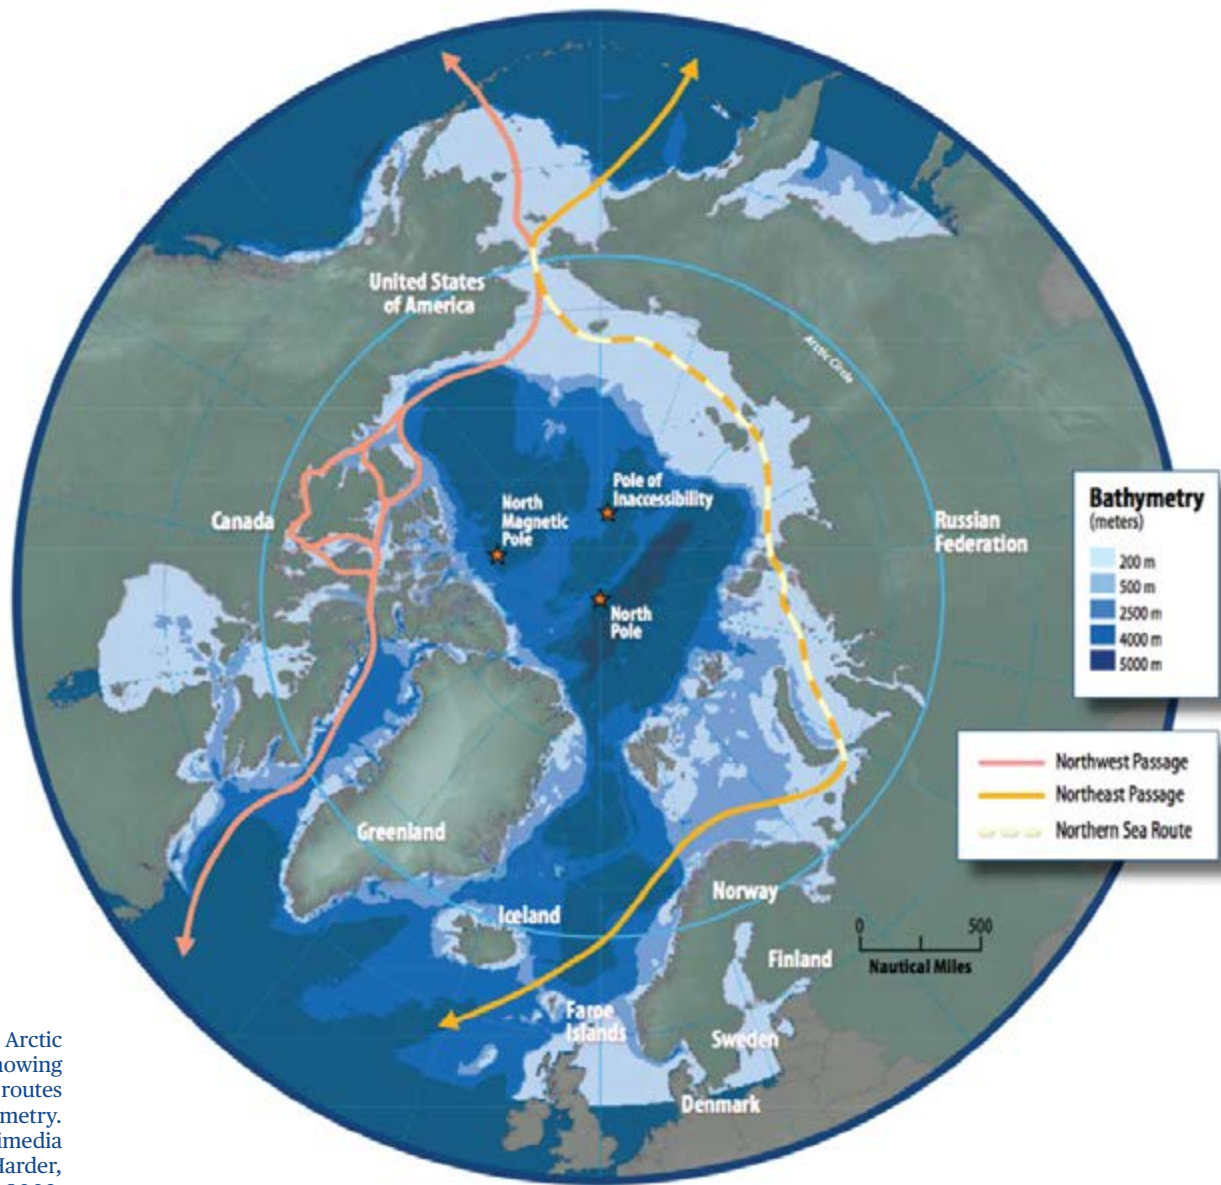 United States
of America
Arctic Circle
Pole of
Inaccessibility
North
Magnetic
Pole
Canada
Russian
Federation
North
Pole
Bathymetry
(meters)
200 m
500 m
2500 m
4000 m
5000 m
Northwest Passage
Northeast Passage
Northern Sea Route
Greenland
Norway
Iceland
0 500
Nautical Miles
Finland
Faroe
Islands
Sweden
Denmark
Arctic
howing
routes
metry.
imedia
Harder,